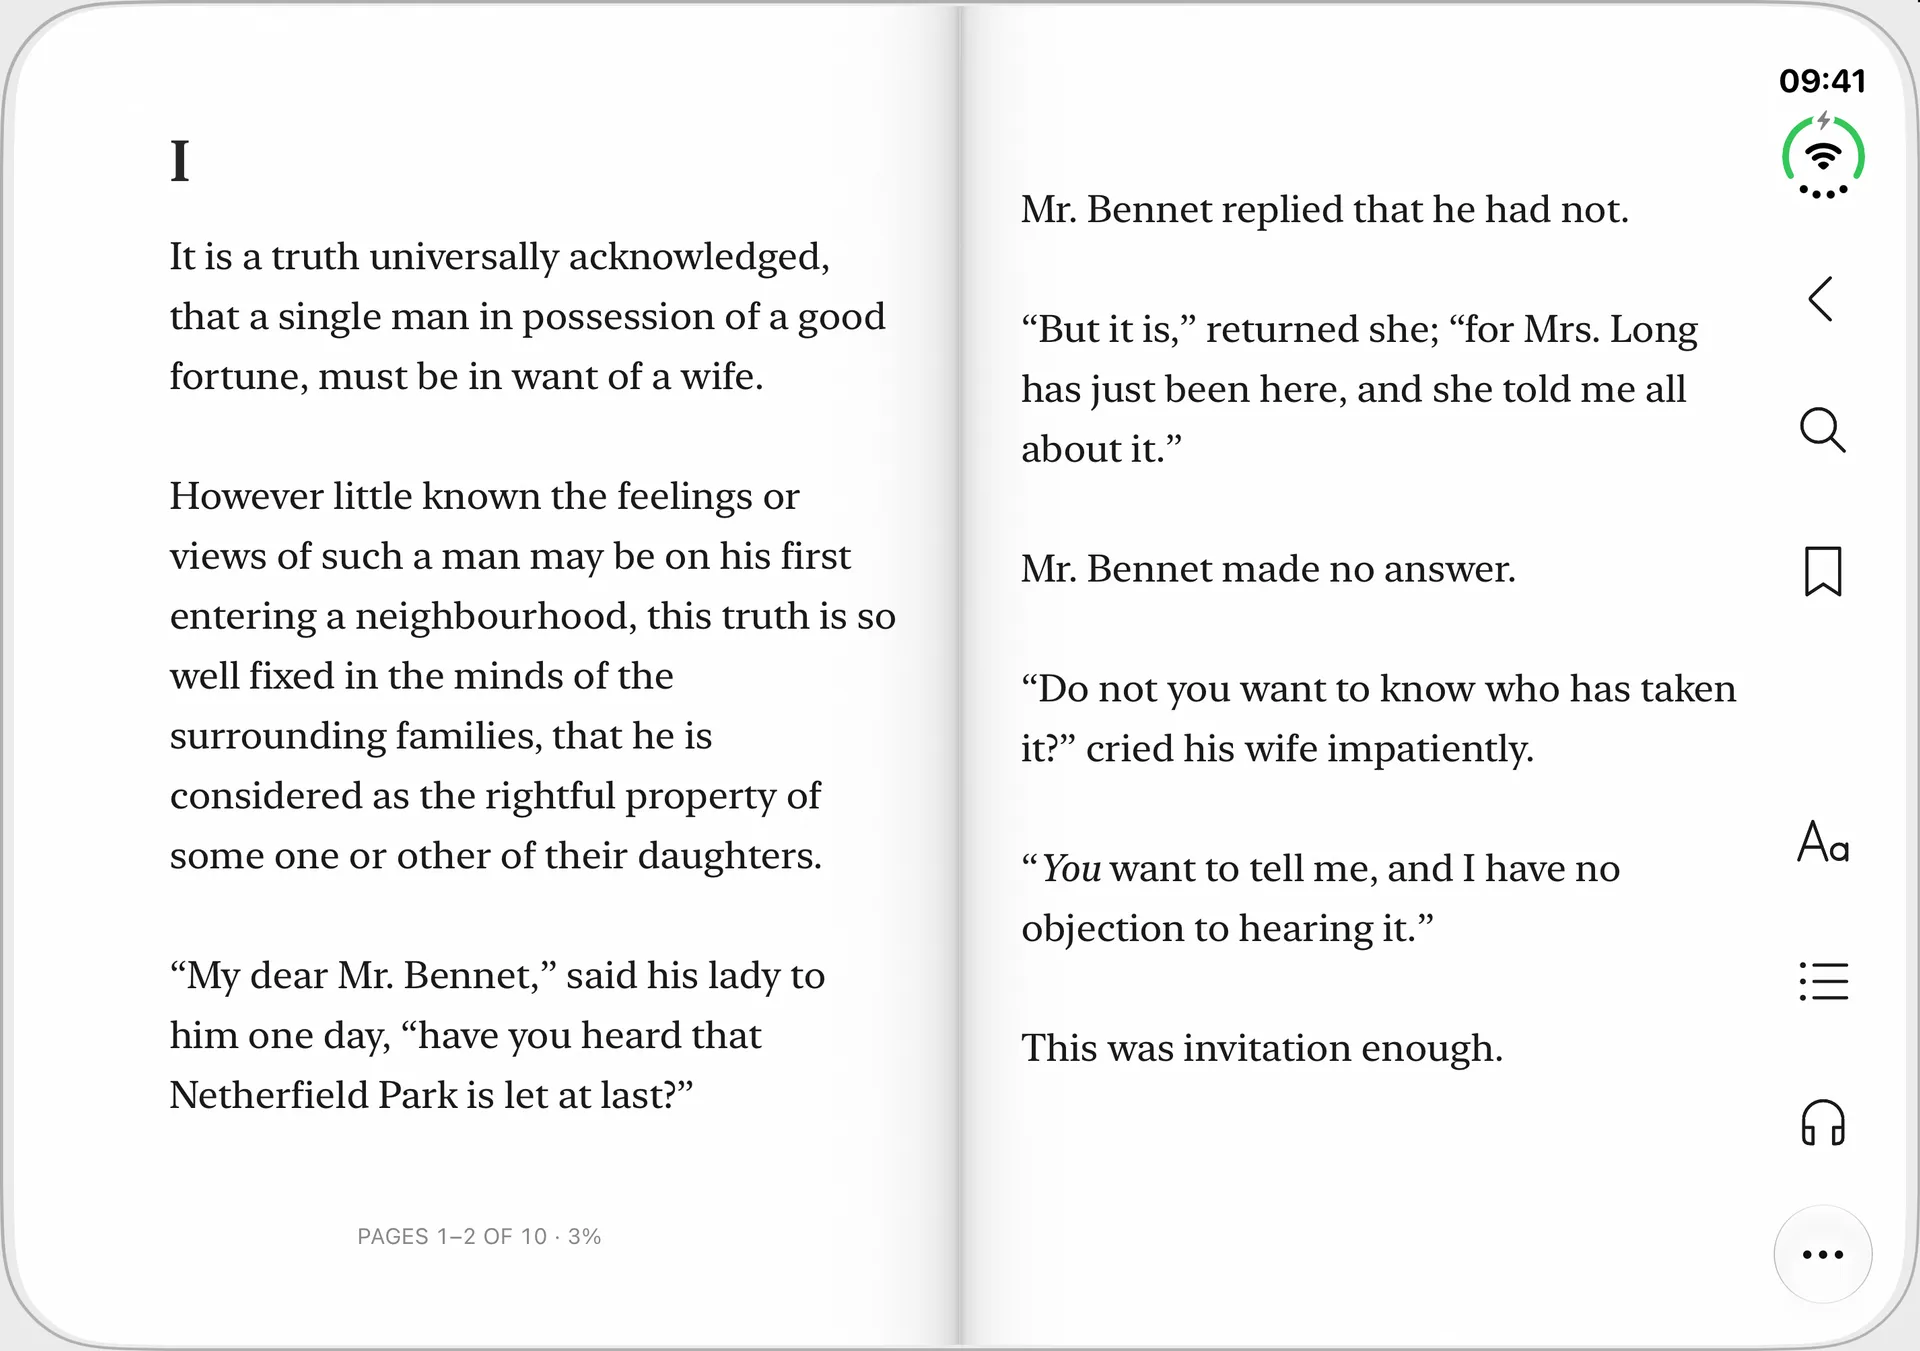 I
It is a truth universally acknowledged,
that a single man in possession of a good
fortune, must be in want of a wife.
However little known the feelings or
views of such a man may be on his first
entering a neighbourhood, this truth is so
well fixed in the minds of the
surrounding families, that he is
considered as the rightful property of
some one or other of their daughters.
“My dear Mr. Bennet,” said his lady to
him one day, “have you heard that
Netherfield Park is let at last?”
PAGES 1–2 OF 10 · 3%
Mr. Bennet replied that he had not.
“But it is,” returned she; “for Mrs. Long
has just been here, and she told me all
about it.”
Mr. Bennet made no answer.
“Do not you want to know who has taken
it?” cried his wife impatiently.
“You want to tell me, and I have no
objection to hearing it.”
This was invitation enough.
09:41
Aa